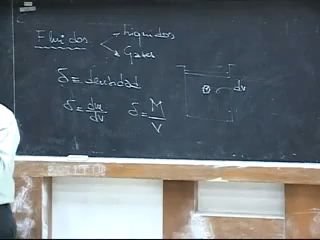 Fluidos
Líquidos
Gases
δ = densidad
δ = dm/dv
δ = M/V
dv